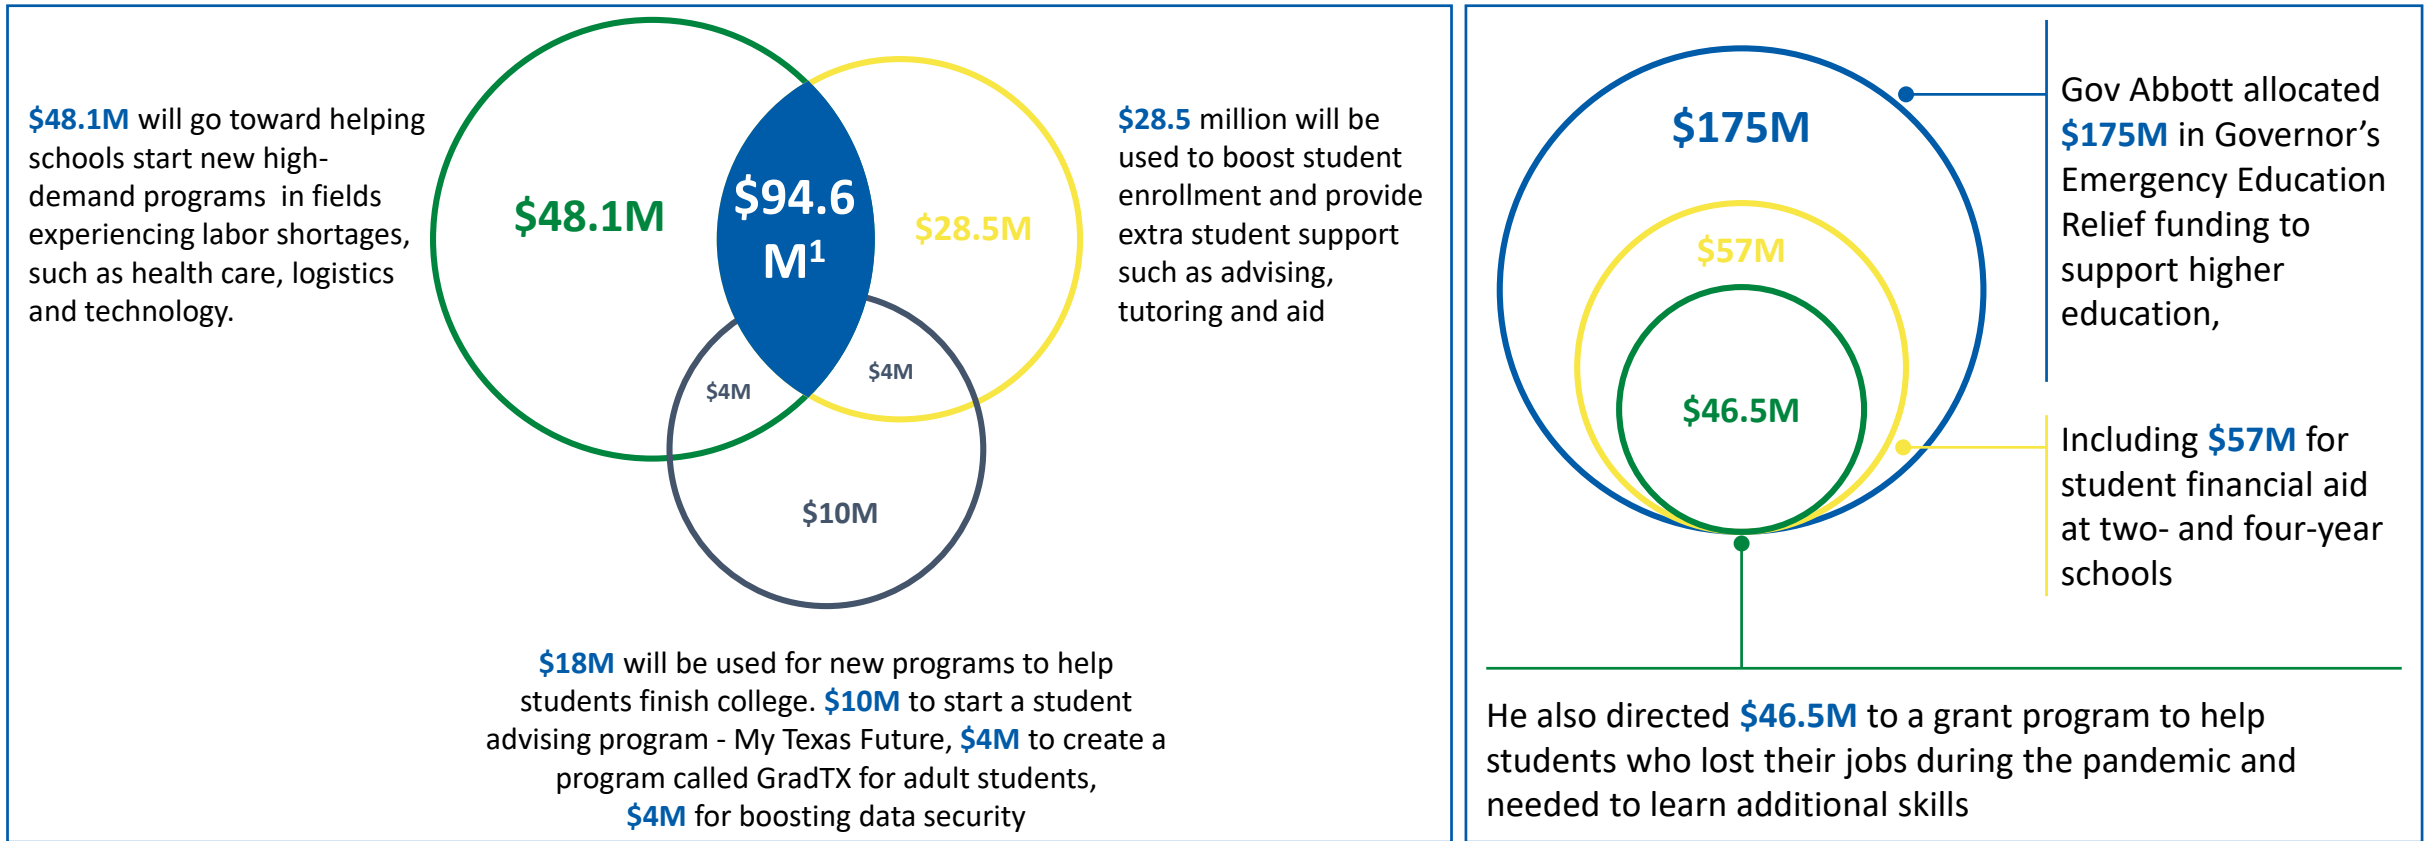 $48.1M will go toward helping
schools start new high-
demand programs in fields
experiencing labor shortages,
such as health care, logistics
and technology.
$48.1M
$94.6
M¹
$28.5M
$4M
$4M
$10M
$28.5 million will be
used to boost student
enrollment and provide
extra student support
such as advising,
tutoring and aid
$18M will be used for new programs to help
students finish college. $10M to start a student
advising program - My Texas Future, $4M to create a
program called GradTX for adult students,
$4M for boosting data security
$175M
$57M
$46.5M
Gov Abbott allocated
$175M in Governor’s
Emergency Education
Relief funding to
support higher
education,
Including $57M for
student financial aid
at two- and four-year
schools
He also directed $46.5M to a grant program to help
students who lost their jobs during the pandemic and
needed to learn additional skills